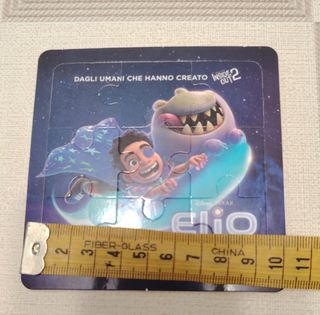 DAGLI UMANI CHE HANNO CREATO INSIDE OUT 2
DISNEY · PIXAR
ELIO
2 3 4 5 6 7 8 9 10 11
FIBER-GLASS CHINA